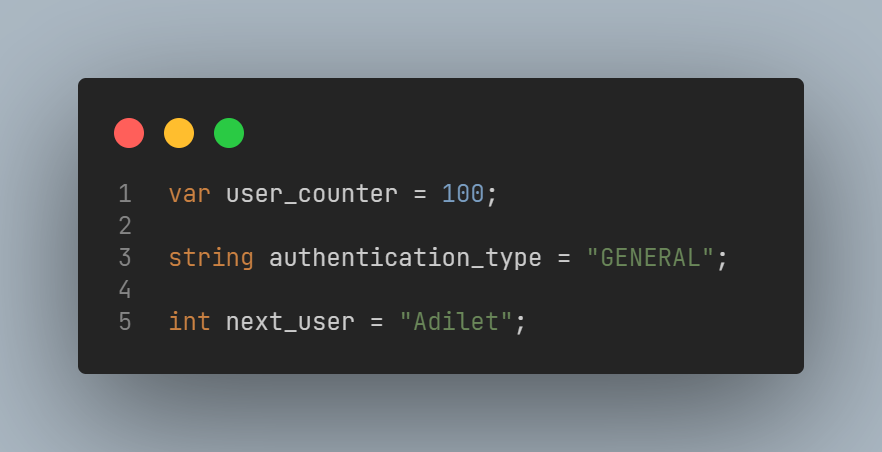 1 var user_counter = 100;
2
3 string authentication_type = "GENERAL";
4
5 int next_user = "Adilet";